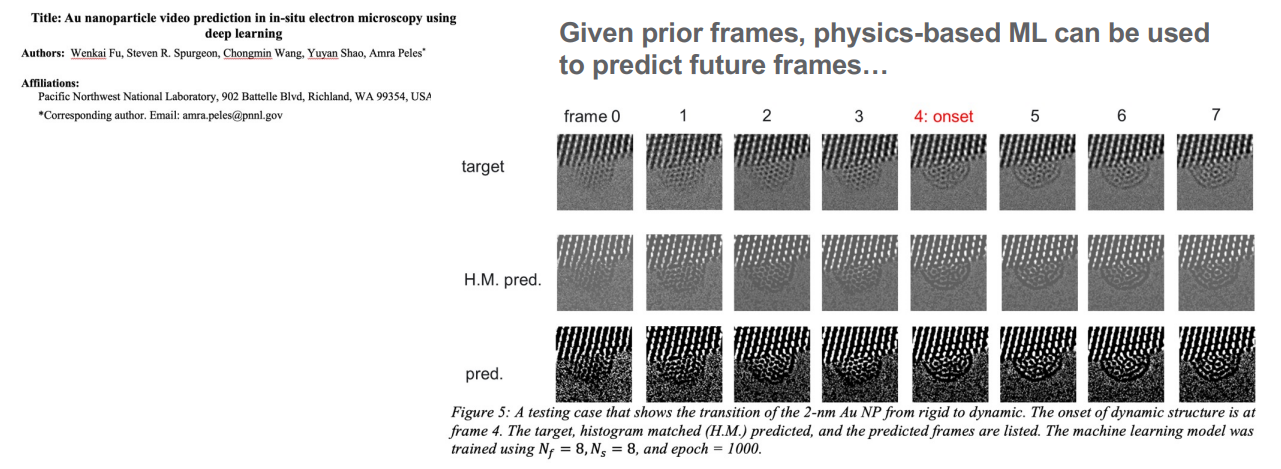 Title: Au nanoparticle video prediction in in-situ electron microscopy using
deep learning
Authors: Wenkai Fu, Steven R. Spurgeon, Chongmin Wang, Yuyan Shao, Amra Peles*
Affiliations:
Pacific Northwest National Laboratory, 902 Battelle Blvd, Richland, WA 99354, USA
*Corresponding author. Email: amra.peles@pnnl.gov
Given prior frames, physics-based ML can be used
to predict future frames…
frame 0 1 2 3 4: onset 5 6 7
target
H.M. pred.
pred.
Figure 5: A testing case that shows the transition of the 2-nm Au NP from rigid to dynamic. The onset of dynamic structure is at
frame 4. The target, histogram matched (H.M.) predicted, and the predicted frames are listed. The machine learning model was
trained using N_f = 8, N_s = 8, and epoch = 1000.